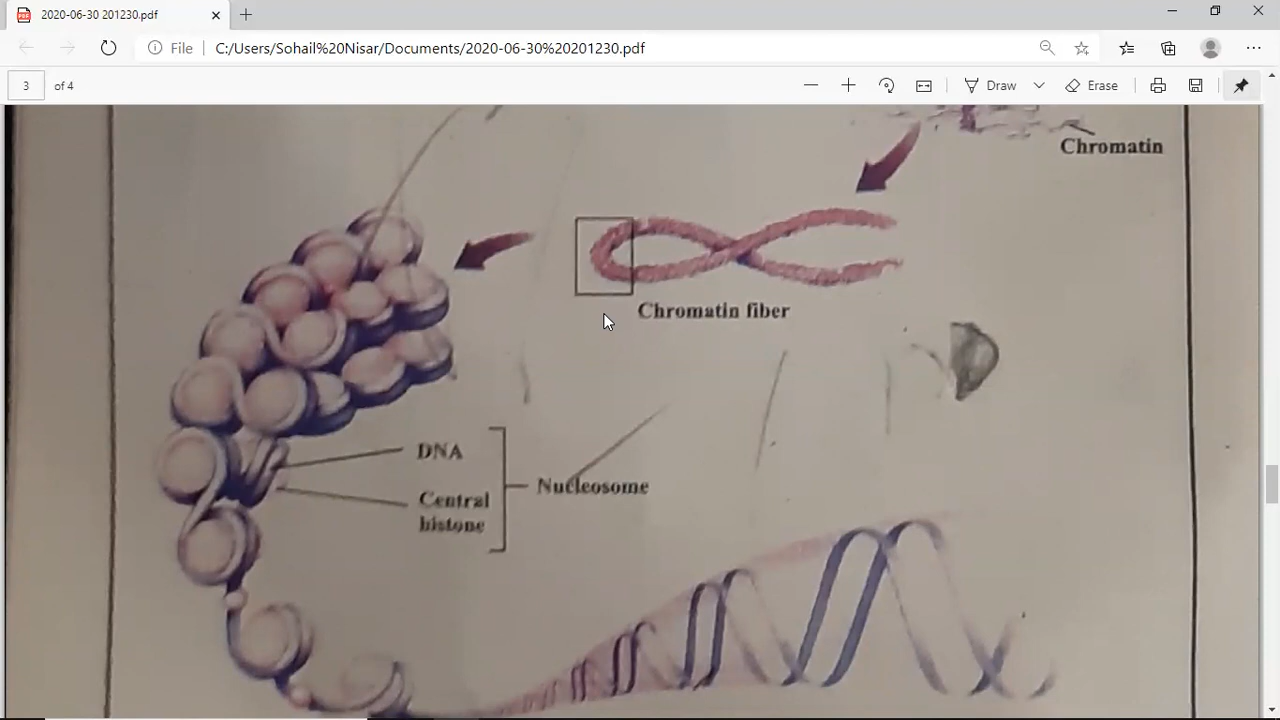 2020-06-30 201230.pdf
File
C:/Users/Sohail%20Nisar/Documents/2020-06-30%20201230.pdf
3 of 4
Draw
Erase
Chromatin
Chromatin fiber
DNA
Central
histone
Nucleosome